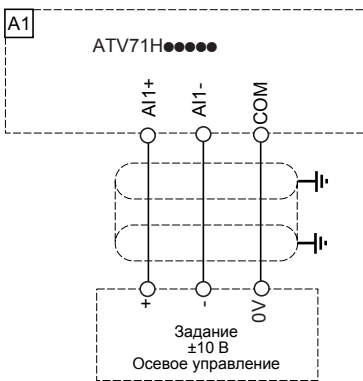 A1
ATV71H●●●●●
AI1+
AI1-
COM
+
-
0V
Задание
±10 В
Осевое управление